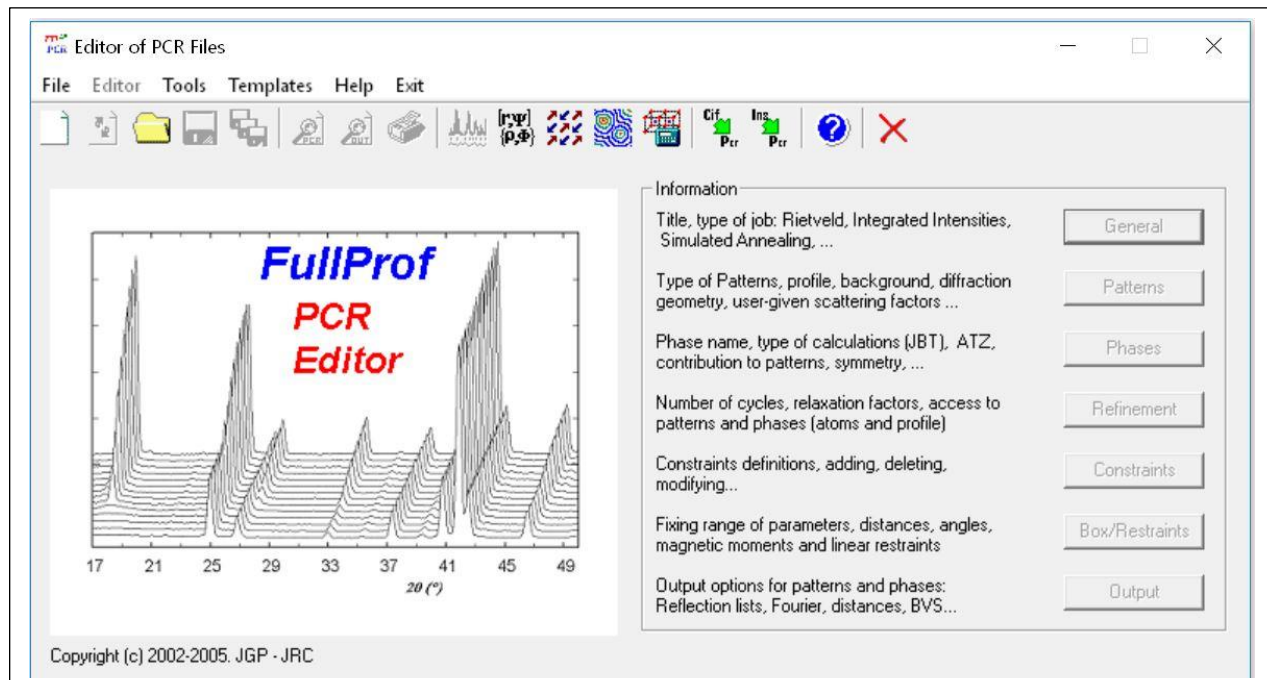 Editor of PCR Files
File Editor Tools Templates Help Exit
PCR OUT [r;Ψ] {ρ,Φ} Cif Pcr Ins Pcr ?
FullProf
PCR
Editor
17 21 25 29 33 37 41 45 49
2θ (°)
Information
Title, type of job: Rietveld, Integrated Intensities,
Simulated Annealing, ...
General
Type of Patterns, profile, background, diffraction
geometry, user-given scattering factors ...
Patterns
Phase name, type of calculations (JBT), ATZ,
contribution to patterns, symmetry, ...
Phases
Number of cycles, relaxation factors, access to
patterns and phases (atoms and profile)
Refinement
Constraints definitions, adding, deleting,
modifying...
Constraints
Fixing range of parameters, distances, angles,
magnetic moments and linear restraints
Box/Restraints
Output options for patterns and phases:
Reflection lists, Fourier, distances, BVS...
Output
Copyright (c) 2002-2005. JGP - JRC